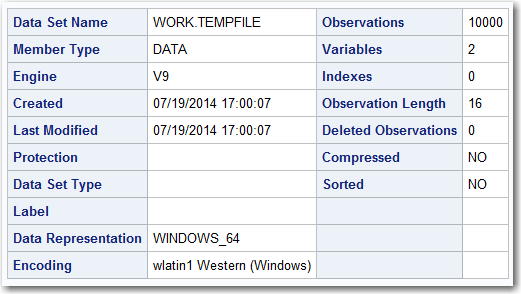 Data Set Name WORK.TEMPFILE Observations 10000
Member Type DATA Variables 2
Engine V9 Indexes 0
Created 07/19/2014 17:00:07 Observation Length 16
Last Modified 07/19/2014 17:00:07 Deleted Observations 0
Protection Compressed NO
Data Set Type Sorted NO
Label
Data Representation WINDOWS_64
Encoding wlatin1 Western (Windows)